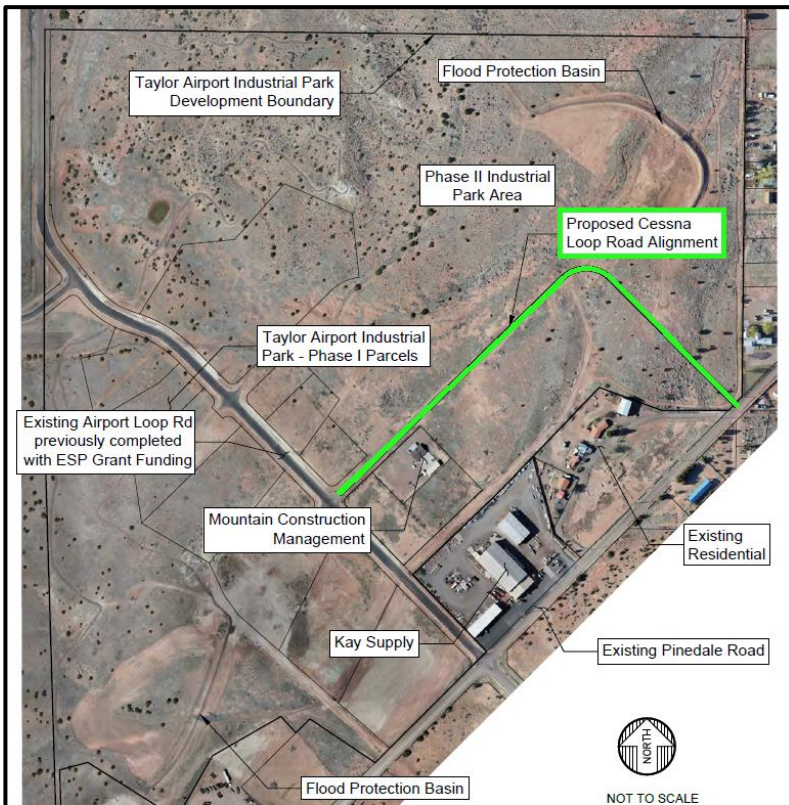 Taylor Airport Industrial Park
Development Boundary
Flood Protection Basin
Phase II Industrial
Park Area
Proposed Cessna
Loop Road Alignment
Taylor Airport Industrial
Park - Phase I Parcels
Existing Airport Loop Rd
previously completed
with ESP Grant Funding
Mountain Construction
Management
Existing
Residential
Kay Supply
Existing Pinedale Road
Flood Protection Basin
NORTH
NOT TO SCALE